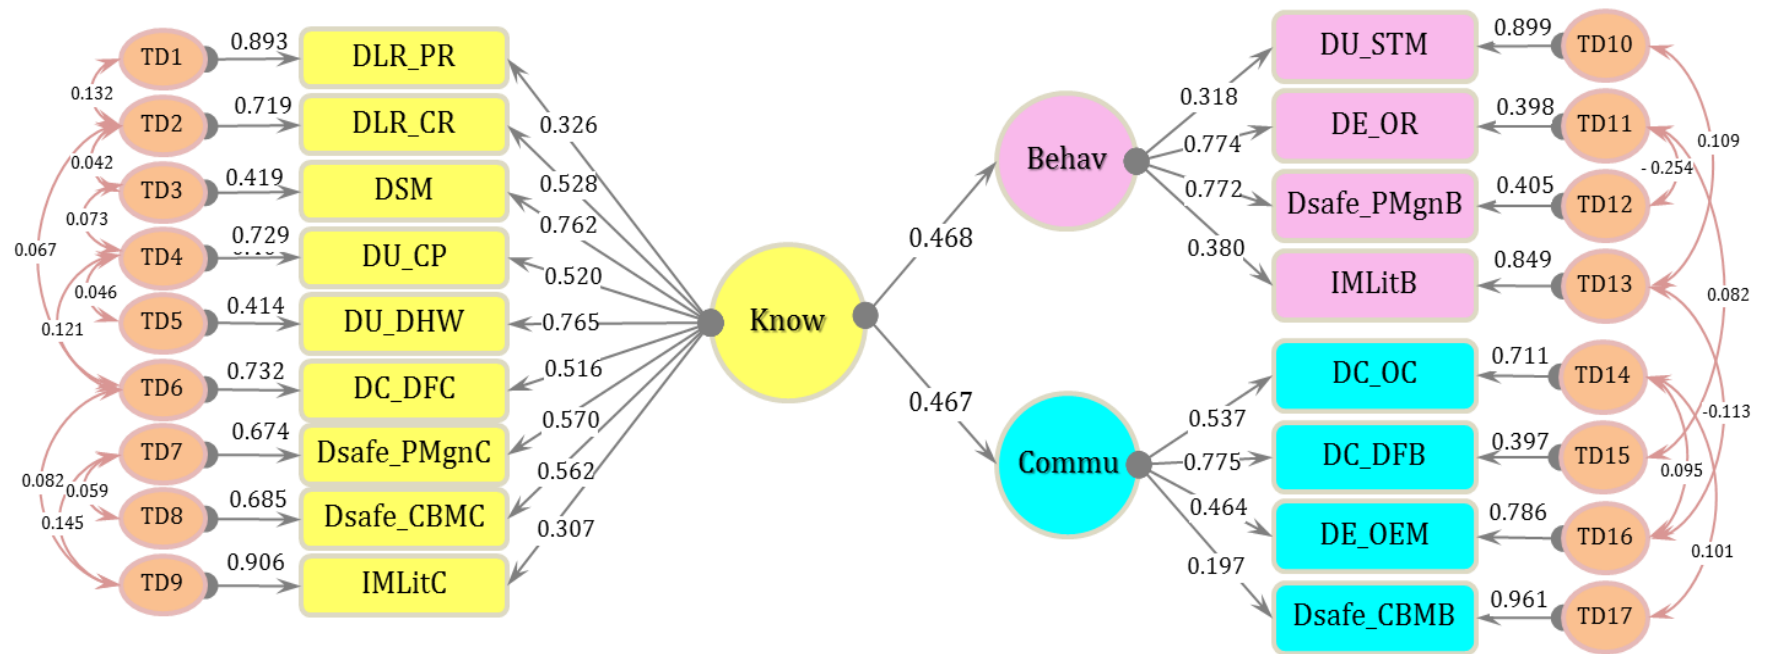 TD1 0.893 DLR_PR
0.132
TD2 0.719 DLR_CR
0.042
TD3 0.419 DSM
0.073
0.067
TD4 0.729 DU_CP
0.046
TD5 0.414 DU_DHW
0.121
TD6 0.732 DC_DFC
TD7 0.674 Dsafe_PMgnC
0.082 0.059
TD8 0.685 Dsafe_CBMC
0.145
TD9 0.906 IMLitC
0.326
0.528
0.762
0.520
0.765
0.516
0.570
0.562
0.307
Know
0.468
0.467
Behav
0.318
0.774
0.772
0.380
Commu
0.537
0.775
0.464
0.197
DU_STM 0.899 TD10
DE_OR 0.398 TD11
0.109
- 0.254
Dsafe_PMgnB 0.405 TD12
IMLitB 0.849 TD13
0.082
DC_OC 0.711 TD14
-0.113
DC_DFB 0.397 TD15
0.095
DE_OEM 0.786 TD16
0.101
Dsafe_CBMB 0.961 TD17